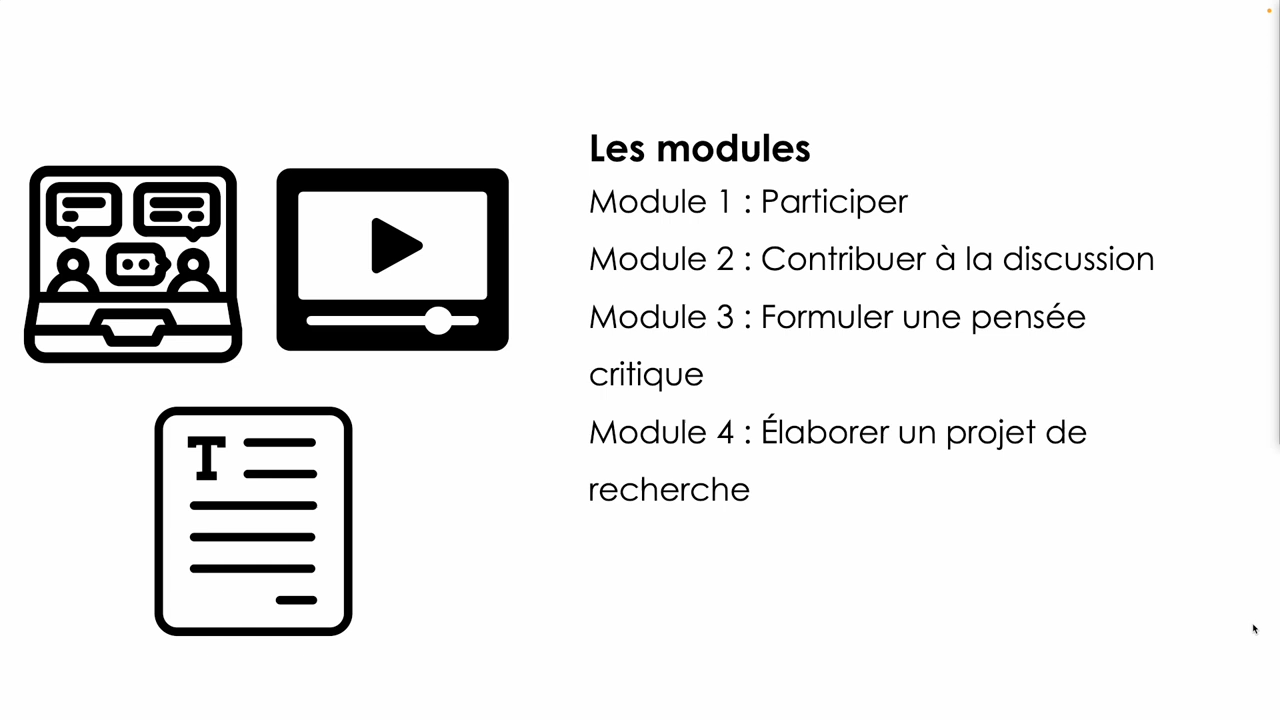 Les modules
Module 1 : Participer
Module 2 : Contribuer à la discussion
Module 3 : Formuler une pensée
critique
Module 4 : Élaborer un projet de
recherche
T